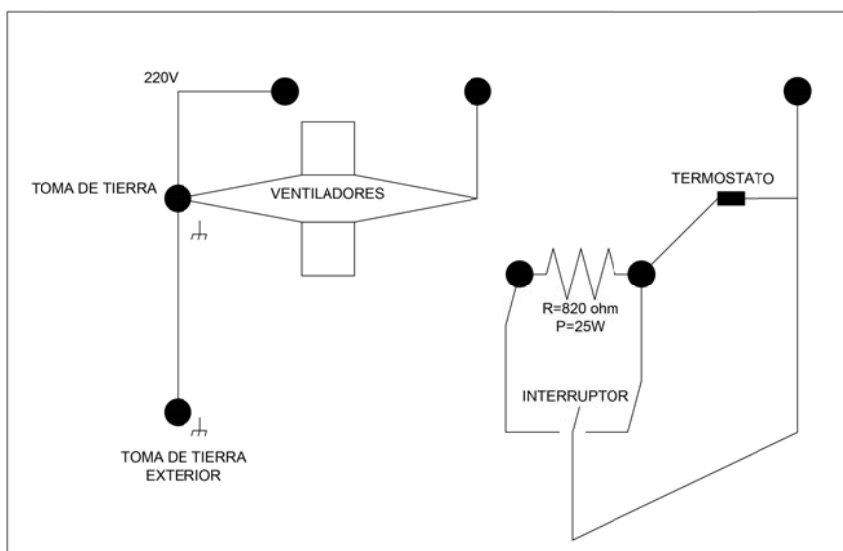 220V
TOMA DE TIERRA
VENTILADORES
TERMOSTATO
R=820 ohm
P=25W
INTERRUPTOR
TOMA DE TIERRA
EXTERIOR